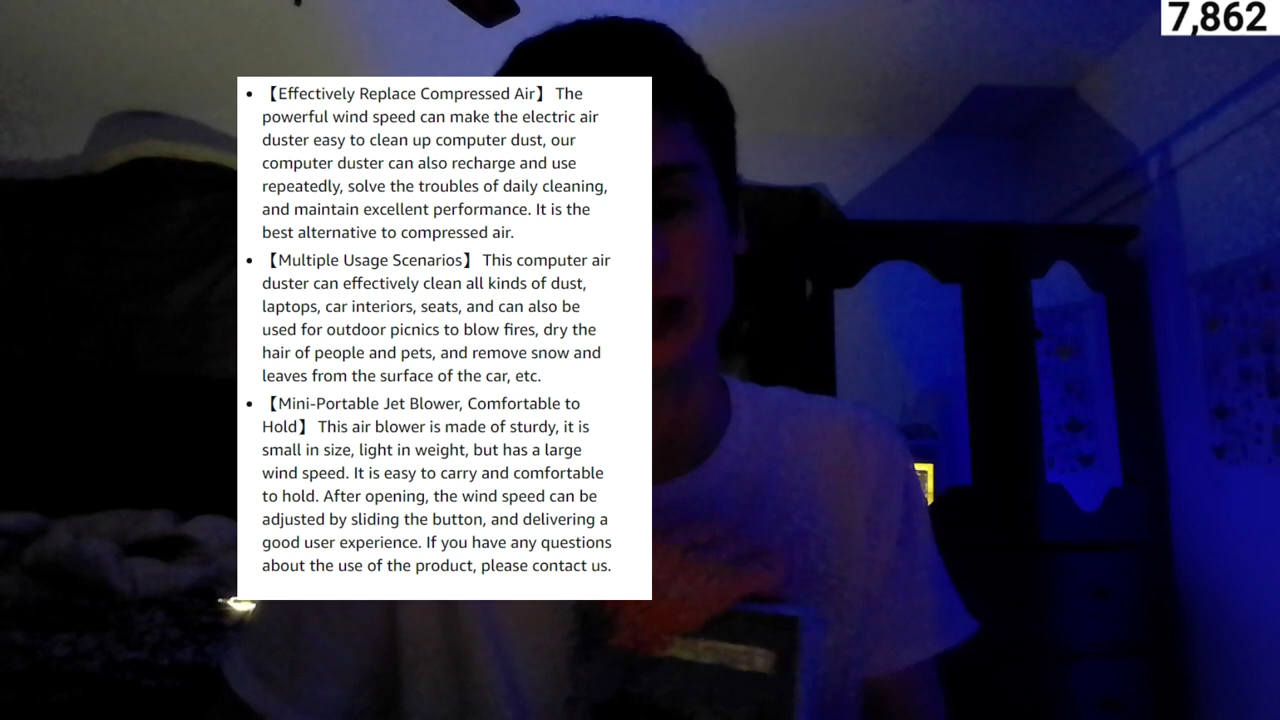 7,862
【Effectively Replace Compressed Air】 The
powerful wind speed can make the electric air
duster easy to clean up computer dust, our
computer duster can also recharge and use
repeatedly, solve the troubles of daily cleaning,
and maintain excellent performance. It is the
best alternative to compressed air.
【Multiple Usage Scenarios】 This computer air
duster can effectively clean all kinds of dust,
laptops, car interiors, seats, and can also be
used for outdoor picnics to blow fires, dry the
hair of people and pets, and remove snow and
leaves from the surface of the car, etc.
【Mini-Portable Jet Blower, Comfortable to
Hold】 This air blower is made of sturdy, it is
small in size, light in weight, but has a large
wind speed. It is easy to carry and comfortable
to hold. After opening, the wind speed can be
adjusted by sliding the button, and delivering a
good user experience. If you have any questions
about the use of the product, please contact us.